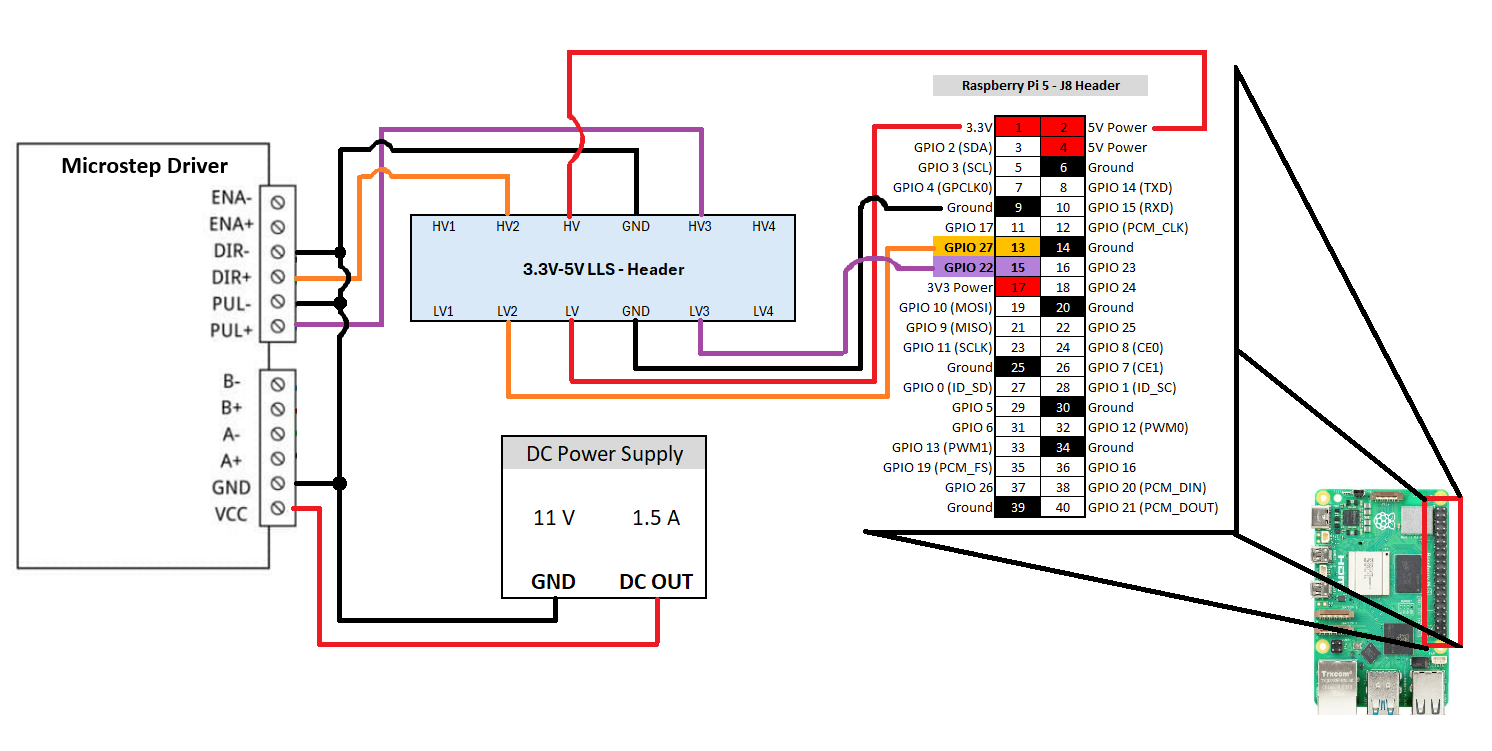 Microstep Driver
ENA-
ENA+
DIR-
DIR+
PUL-
PUL+
B-
B+
A-
A+
GND
VCC
HV1 HV2 HV GND HV3 HV4
3.3V-5V LLS - Header
LV1 LV2 LV GND LV3 LV4
DC Power Supply
11 V 1.5 A
GND DC OUT
Raspberry Pi 5 - J8 Header
3.3V 1 2 5V Power
GPIO 2 (SDA) 3 4 5V Power
GPIO 3 (SCL) 5 6 Ground
GPIO 4 (GPCLK0) 7 8 GPIO 14 (TXD)
Ground 9 10 GPIO 15 (RXD)
GPIO 17 11 12 GPIO (PCM_CLK)
GPIO 27 13 14 Ground
GPIO 22 15 16 GPIO 23
3V3 Power 17 18 GPIO 24
GPIO 10 (MOSI) 19 20 Ground
GPIO 9 (MISO) 21 22 GPIO 25
GPIO 11 (SCLK) 23 24 GPIO 8 (CE0)
Ground 25 26 GPIO 7 (CE1)
GPIO 0 (ID_SD) 27 28 GPIO 1 (ID_SC)
GPIO 5 29 30 Ground
GPIO 6 31 32 GPIO 12 (PWM0)
GPIO 13 (PWM1) 33 34 Ground
GPIO 19 (PCM_FS) 35 36 GPIO 16
GPIO 26 37 38 GPIO 20 (PCM_DIN)
Ground 39 40 GPIO 21 (PCM_DOUT)
Trxcom